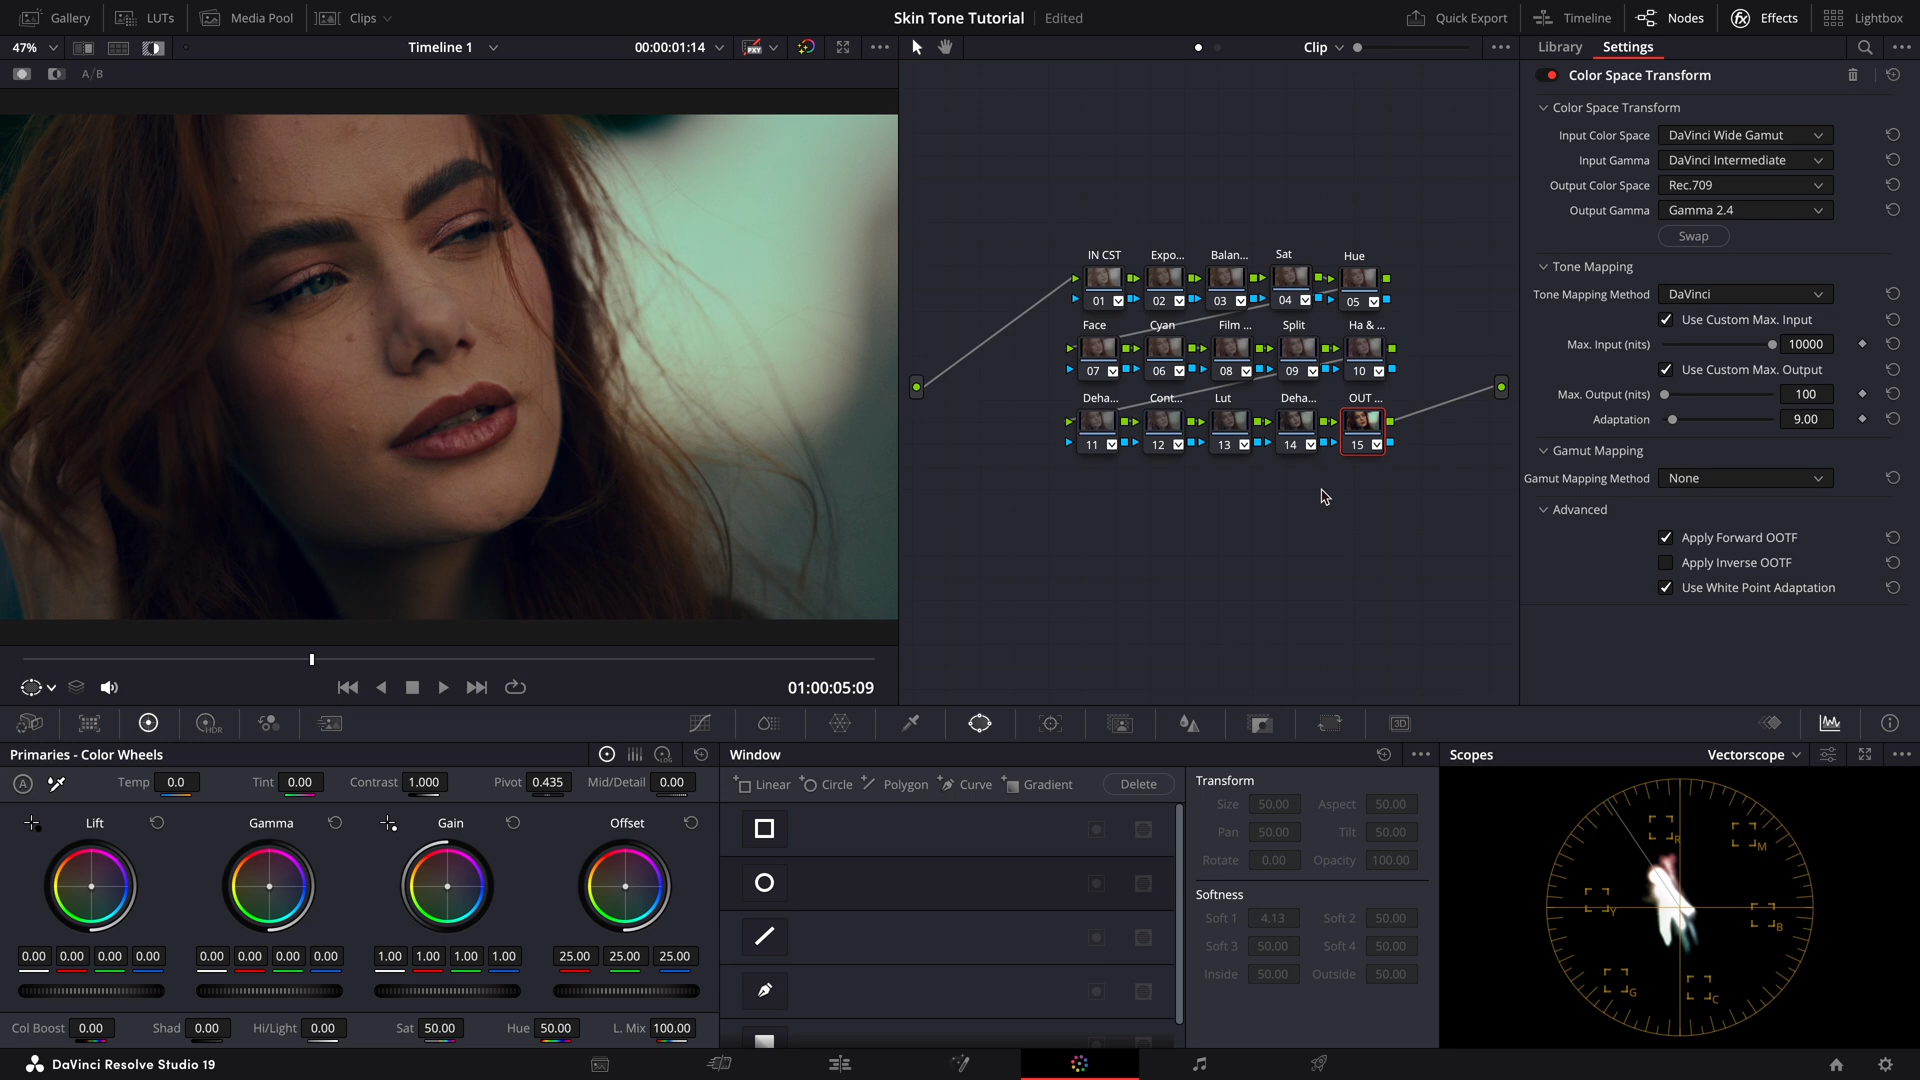 Gallery LUTs Media Pool Clips Skin Tone Tutorial Edited Quick Export Timeline Nodes Effects Lightbox
47% Timeline 1 00:00:01:14 Clip Library Settings
A/B
Color Space Transform
Color Space Transform
Input Color Space DaVinci Wide Gamut
Input Gamma DaVinci Intermediate
Output Color Space Rec.709
Output Gamma Gamma 2.4
Swap
Tone Mapping
Tone Mapping Method DaVinci
Use Custom Max. Input
Max. Input (nits) 10000
Use Custom Max. Output
Max. Output (nits) 100
Adaptation 9.00
Gamut Mapping
Gamut Mapping Method None
Advanced
Apply Forward OOTF
Apply Inverse OOTF
Use White Point Adaptation
IN CST Expo... Balan... Sat Hue
01 02 03 04 05
Face Cyan Film ... Split Ha & ...
07 06 08 09 10
Deha... Cont... Lut Deha... OUT ...
11 12 13 14 15
01:00:05:09
HDR 3D
Primaries - Color Wheels LOG
Temp 0.0 Tint 0.00 Contrast 1.000 Pivot 0.435 Mid/Detail 0.00
A
Lift Gamma Gain Offset
0.00 0.00 0.00 0.00 0.00 0.00 0.00 0.00 1.00 1.00 1.00 1.00 25.00 25.00 25.00
Col Boost 0.00 Shad 0.00 Hi/Light 0.00 Sat 50.00 Hue 50.00 L. Mix 100.00
Window
Linear Circle Polygon Curve Gradient Delete
Transform
Size 50.00 Aspect 50.00
Pan 50.00 Tilt 50.00
Rotate 0.00 Opacity 100.00
Softness
Soft 1 4.13 Soft 2 50.00
Soft 3 50.00 Soft 4 50.00
Inside 50.00 Outside 50.00
Scopes Vectorscope
R M
Y B
G C
DaVinci Resolve Studio 19